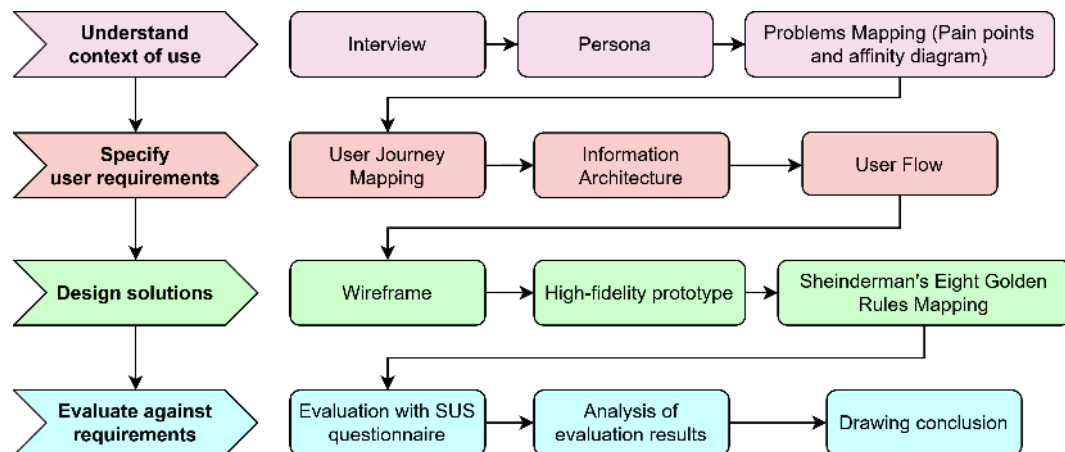 Understand
context of use
Interview
Persona
Problems Mapping (Pain points
and affinity diagram)
Specify
user requirements
User Journey
Mapping
Information
Architecture
User Flow
Design solutions
Wireframe
High-fidelity prototype
Sheinderman's Eight Golden
Rules Mapping
Evaluate against
requirements
Evaluation with SUS
questionnaire
Analysis of
evaluation results
Drawing conclusion